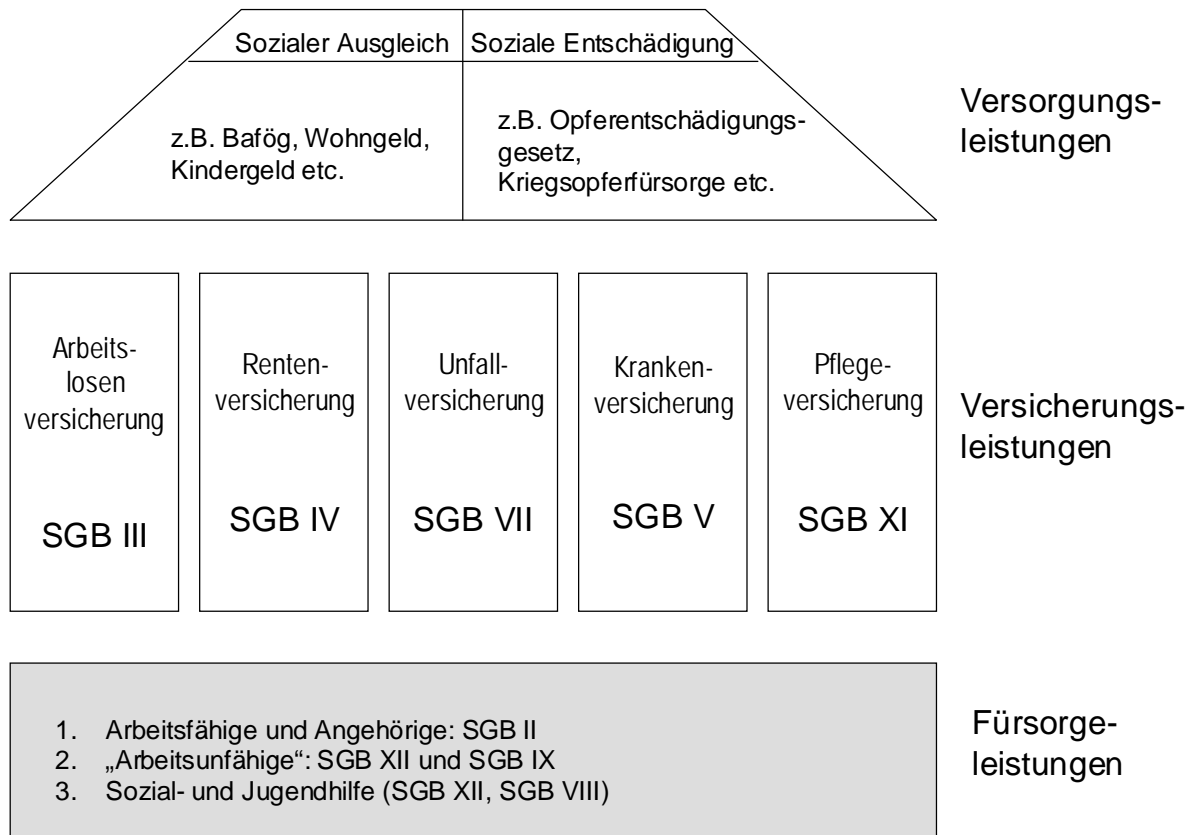 Sozialer Ausgleich
Soziale Entschädigung
z.B. Bafög, Wohngeld,
Kindergeld etc.
z.B. Opferentschädigungs-
gesetz,
Kriegsopferfürsorge etc.
Versorgungs-
leistungen
Arbeits-
losen
versicherung
SGB III
Renten-
versicherung
SGB IV
Unfall-
versicherung
SGB VII
Kranken-
versicherung
SGB V
Pflege-
versicherung
SGB XI
Versicherungs-
leistungen
1. Arbeitsfähige und Angehörige: SGB II
2. „Arbeitsunfähige“: SGB XII und SGB IX
3. Sozial- und Jugendhilfe (SGB XII, SGB VIII)
Fürsorge-
leistungen